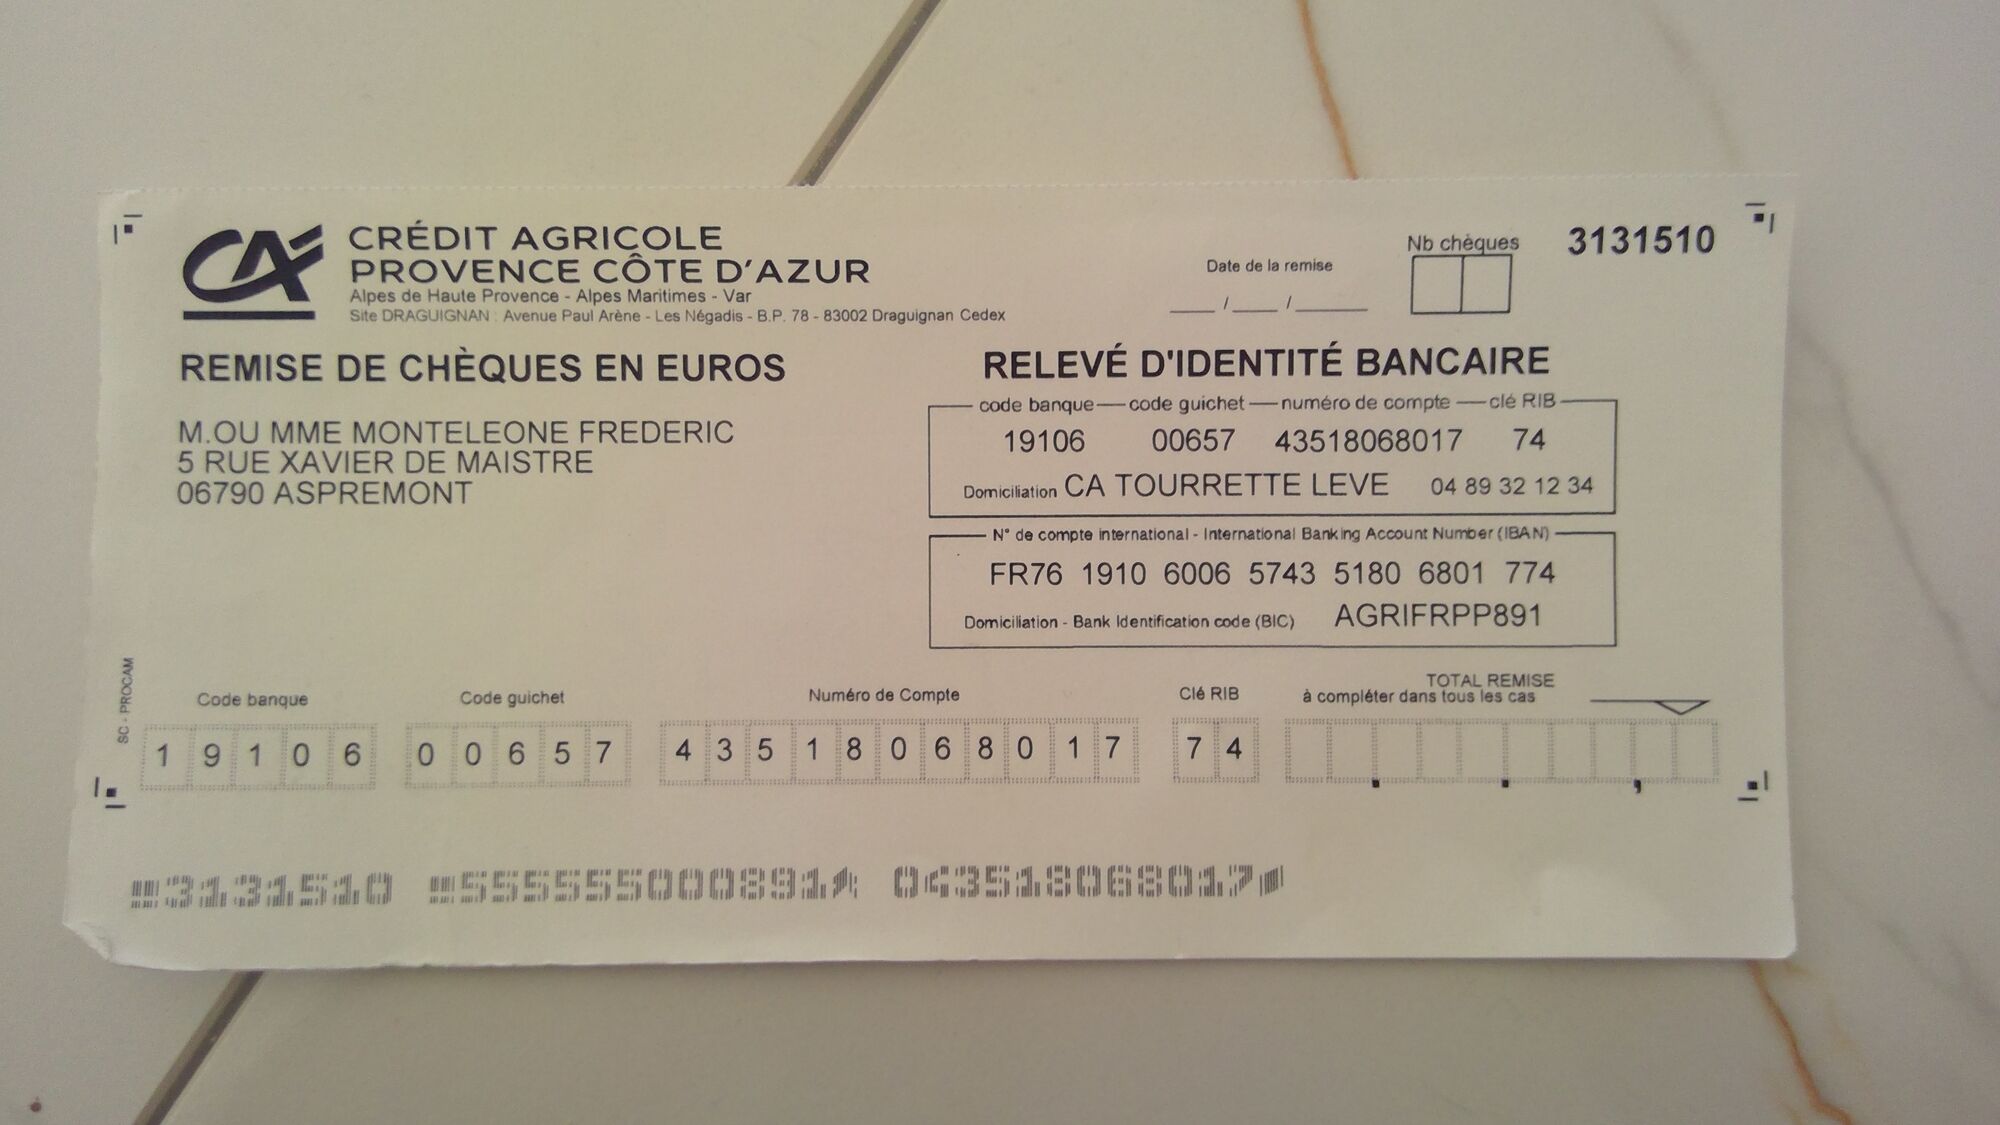 CA
CRÉDIT AGRICOLE
PROVENCE CÔTE D'AZUR
Alpes de Haute Provence - Alpes Maritimes - Var
Site DRAGUIGNAN : Avenue Paul Arène - Les Négadis - B.P. 78 - 83002 Draguignan Cedex
Date de la remise
___ /___ /_____
Nb chèques
3131510
REMISE DE CHÈQUES EN EUROS
M.OU MME MONTELEONE FREDERIC
5 RUE XAVIER DE MAISTRE
06790 ASPREMONT
RELEVÉ D'IDENTITÉ BANCAIRE
code banque code guichet numéro de compte clé RIB
19106 00657 43518068017 74
Domiciliation CA TOURRETTE LEVE 04 89 32 12 34
N° de compte international - International Banking Account Number (IBAN)
FR76 1910 6006 5743 5180 6801 774
Domiciliation - Bank Identification code (BIC) AGRIFRPP891
SC - PROCAM
Code banque Code guichet Numéro de Compte Clé RIB TOTAL REMISE
à compléter dans tous les cas
1 9 1 0 6 0 0 6 5 7 4 3 5 1 8 0 6 8 0 1 7 7 4
3131510 555555000891 043518068017